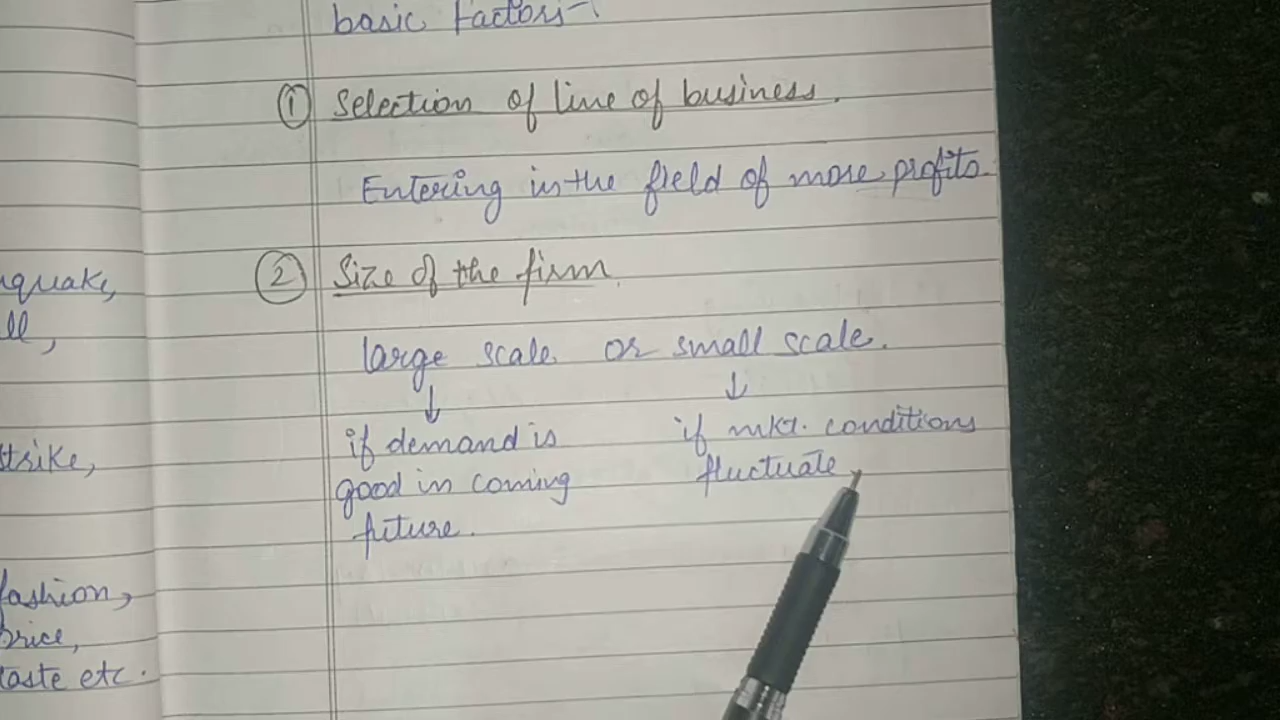 basic factors-
① Selection of line of business.
Entering in the field of more profits.
② Size of the firm.
large scale or small scale.
↓ ↓
if demand is
good in coming
future.
if mkt. conditions
fluctuate
quake,
ll,
strike,
fashion,
price,
taste etc.